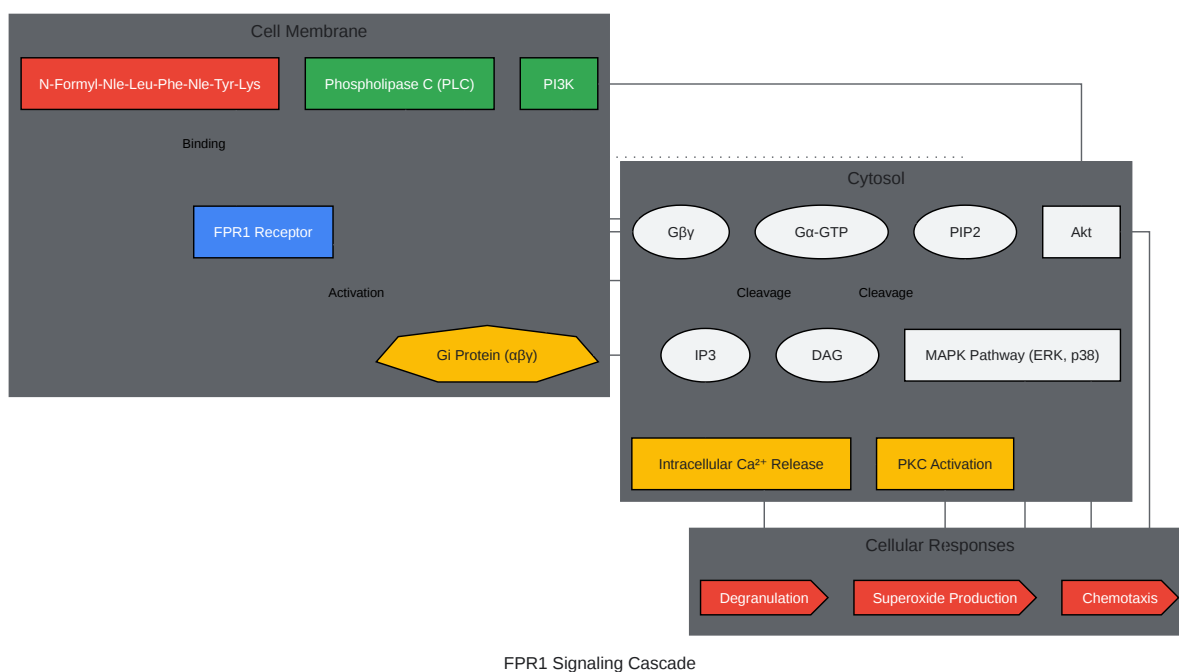 Cell Membrane
N-Formyl-Nle-Leu-Phe-Nle-Tyr-Lys
Phospholipase C (PLC)
PI3K
Binding
Cytosol
FPR1 Receptor
Gβγ
Gα-GTP
PIP2
Akt
Activation
Cleavage
Cleavage
Gi Protein (αβγ)
IP3
DAG
MAPK Pathway (ERK, p38)
Intracellular Ca²⁺ Release
PKC Activation
Cellular Responses
Degranulation
Superoxide Production
Chemotaxis
FPR1 Signaling Cascade